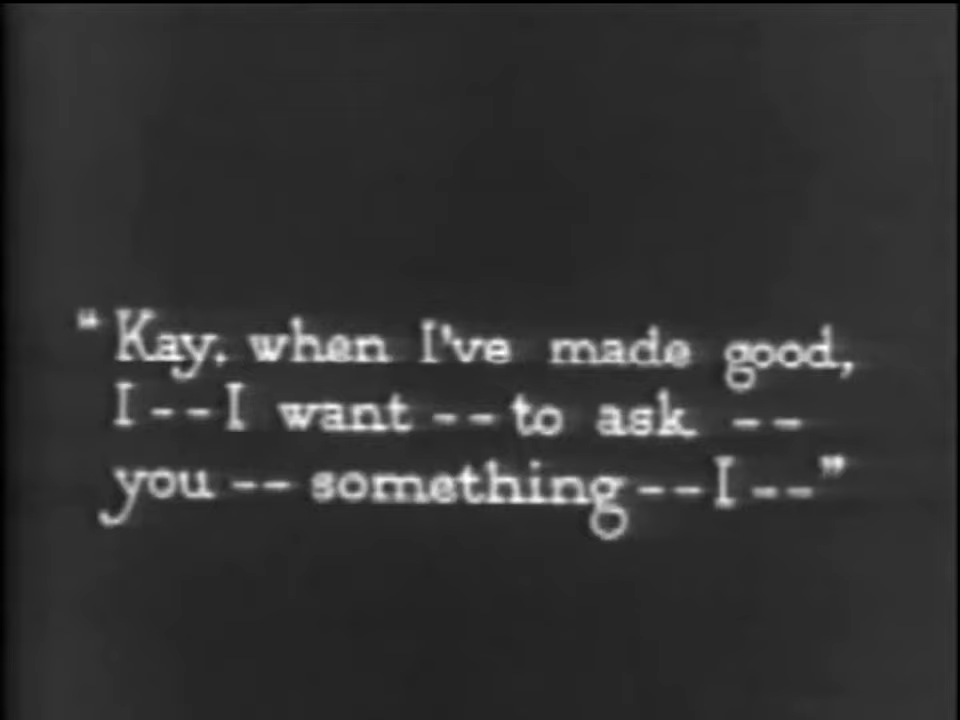 “Kay, when I've made good,
I -- I want -- to ask --
you -- something -- I --”